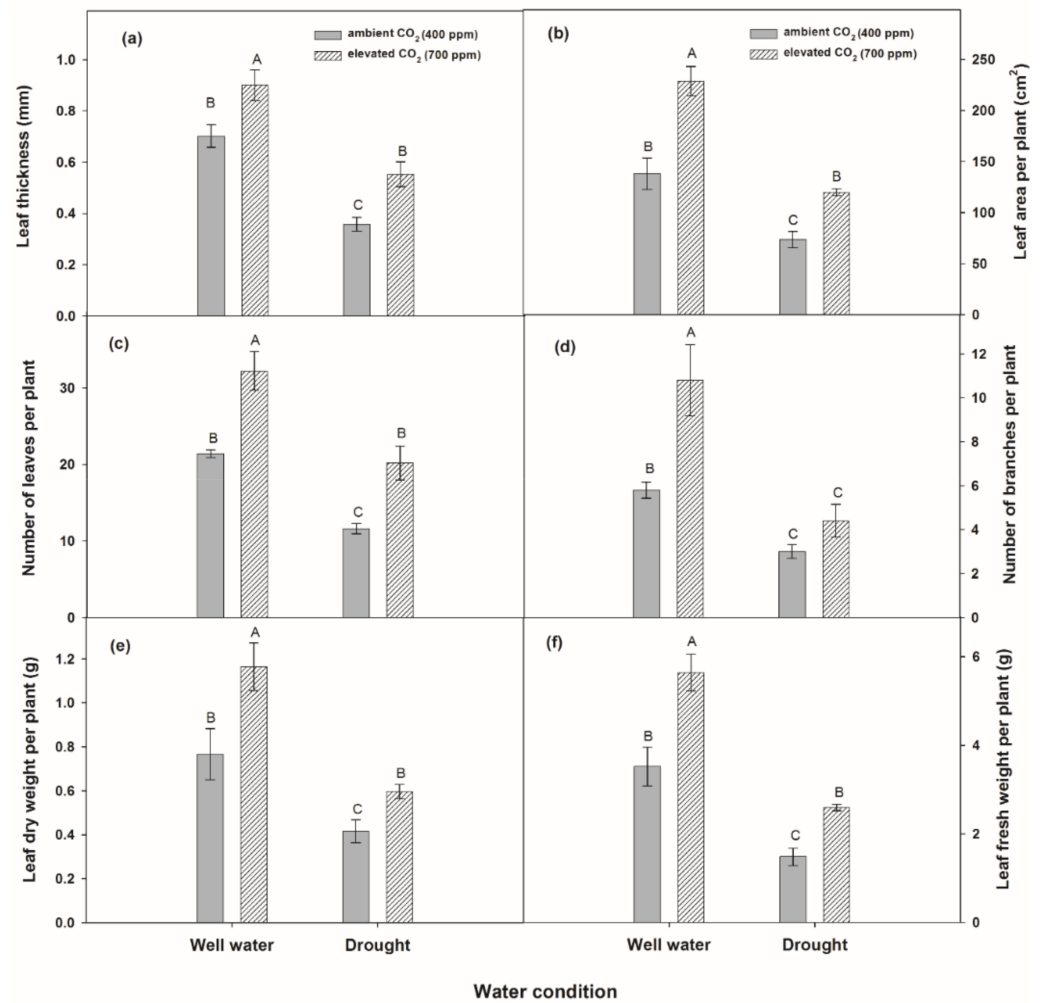 (a)
ambient CO2 (400 ppm)
elevated CO2 (700 ppm)
Leaf thickness (mm)
1.0
0.8
0.6
0.4
0.2
0.0
B
A
C
B
(b)
ambient CO2 (400 ppm)
elevated CO2 (700 ppm)
B
A
C
B
250
200
150
100
50
0
Leaf area per plant (cm2)
(c)
Number of leaves per plant
30
20
10
0
B
A
C
B
(d)
B
A
C
C
12
10
8
6
4
2
0
Number of branches per plant
(e)
Leaf dry weight per plant (g)
1.2
1.0
0.8
0.6
0.4
0.2
0.0
B
A
C
B
(f)
B
A
C
B
6
4
2
0
Leaf fresh weight per plant (g)
Well water
Drought
Well water
Drought
Water condition